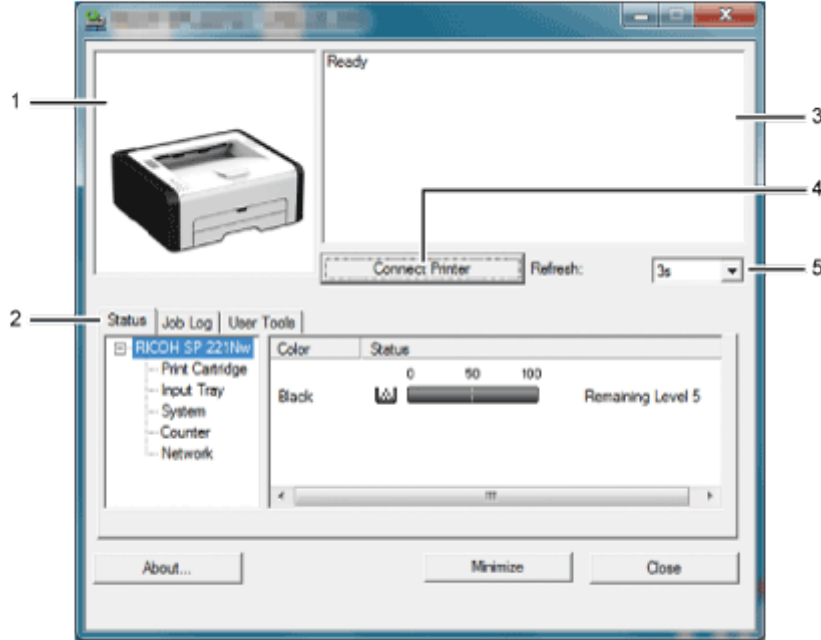 Ready
1
3
4
Connect Printer
Refresh:
3s
5
2
Status
Job Log
User Tools
RICOH SP 221Nw
Print Cartridge
Input Tray
System
Counter
Network
Color
Status
0 50 100
Black
Remaining Level 5
About...
Minimize
Close